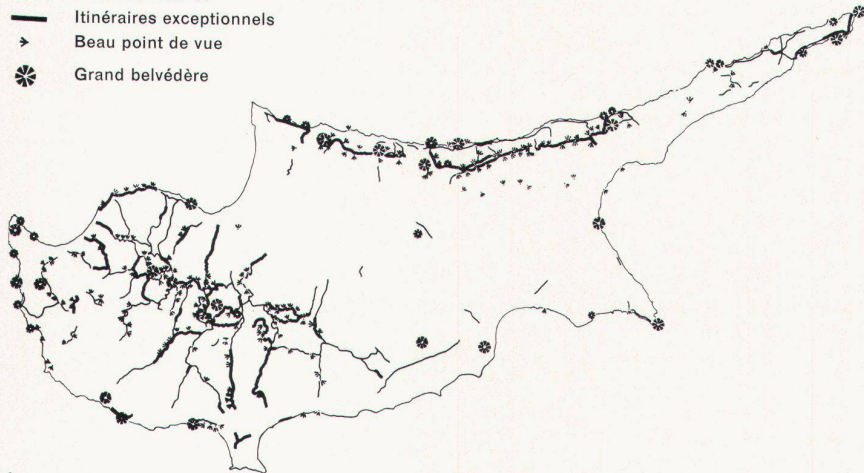 Itinéraires exceptionnels
Beau point de vue
Grand belvédère